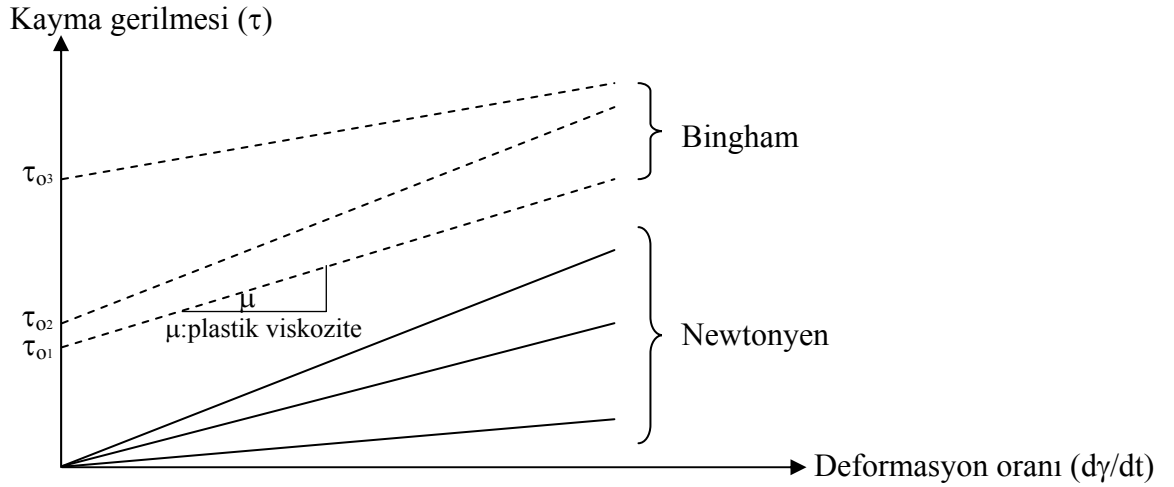 Kayma gerilmesi (τ)
Bingham
τo3
μ
τo2
μ:plastik viskozite
τo1
Newtonyen
Deformasyon oranı (dγ/dt)